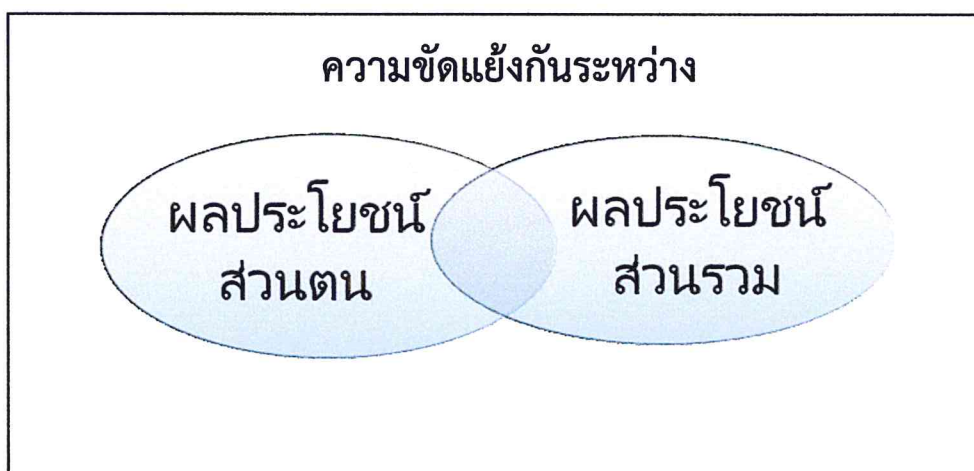 ความขัดแย้งกันระหว่าง
ผลประโยชน์
ส่วนตน
ผลประโยชน์
ส่วนรวม